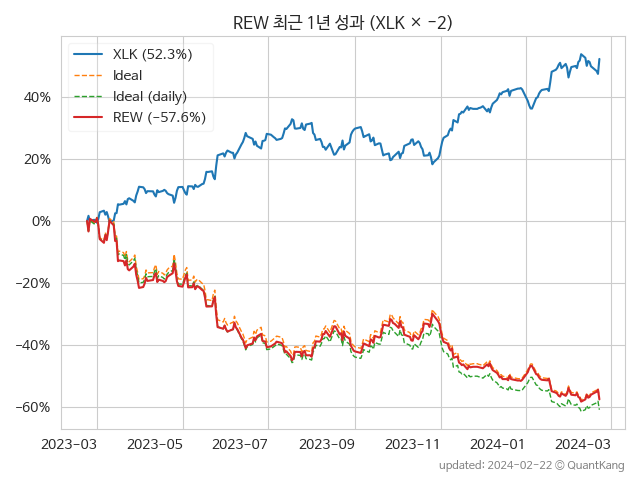 REW 최근 1년 성과 (XLK × −2)
XLK (52.3%)
Ideal
Ideal (daily)
REW (−57.6%)
40%
20%
0%
−20%
−40%
−60%
2023−03 2023−05 2023−07 2023−09 2023−11 2024−01 2024−03
updated: 2024−02−22 © QuantKang